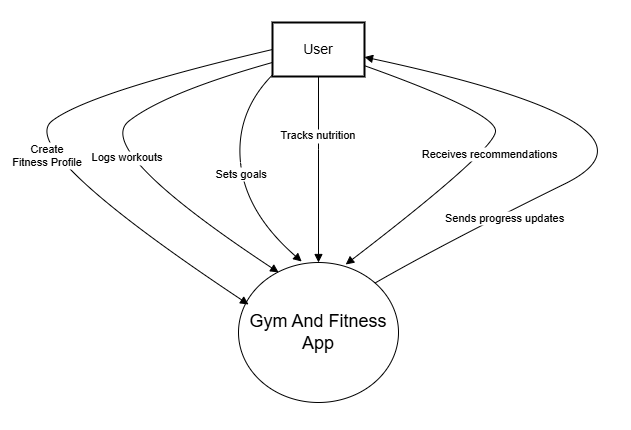 User
Create
Fitness Profile
Logs workouts
Sets goals
Tracks nutrition
Receives recommendations
Sends progress updates
Gym And Fitness
App